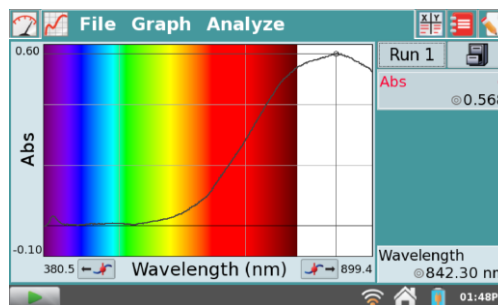 File Graph Analyze
X Y
0.60
Abs
-0.10
380.5
Wavelength (nm)
899.4
Run 1
Abs
0.568
Wavelength
842.30 nm
01:48P